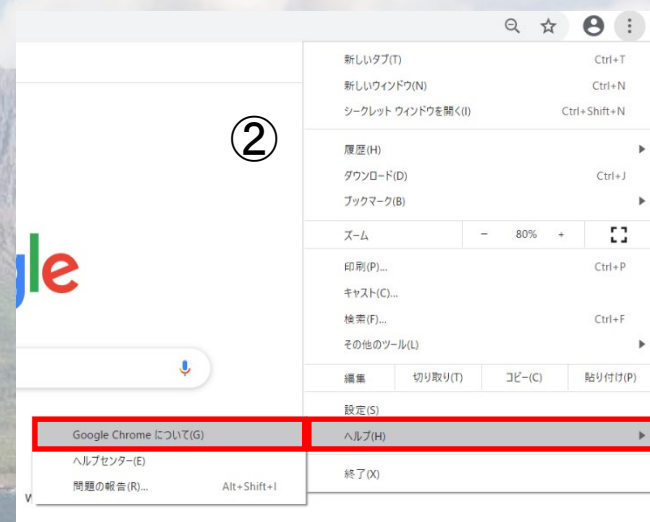 新しいタブ(T) Ctrl+T
新しいウィンドウ(N) Ctrl+N
シークレット ウィンドウを開く(I) Ctrl+Shift+N
②
履歴(H)
ダウンロード(D) Ctrl+J
ブックマーク(B)
ズーム - 80% +
gle
印刷(P)... Ctrl+P
キャスト(C)...
検索(F)... Ctrl+F
その他のツール(L)
編集 切り取り(T) コピー(C) 貼り付け(P)
設定(S)
Google Chrome について(G) ヘルプ(H)
ヘルプセンター(E)
終了(X)
問題の報告(R)... Alt+Shift+I
W